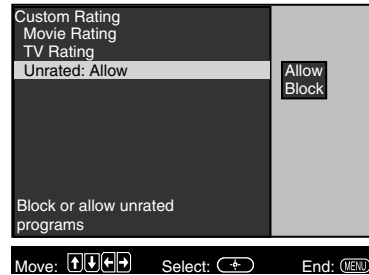 Custom Rating
Movie Rating
TV Rating
Unrated: Allow
Allow
Block
Block or allow unrated
programs
Move: Select: End: MENU